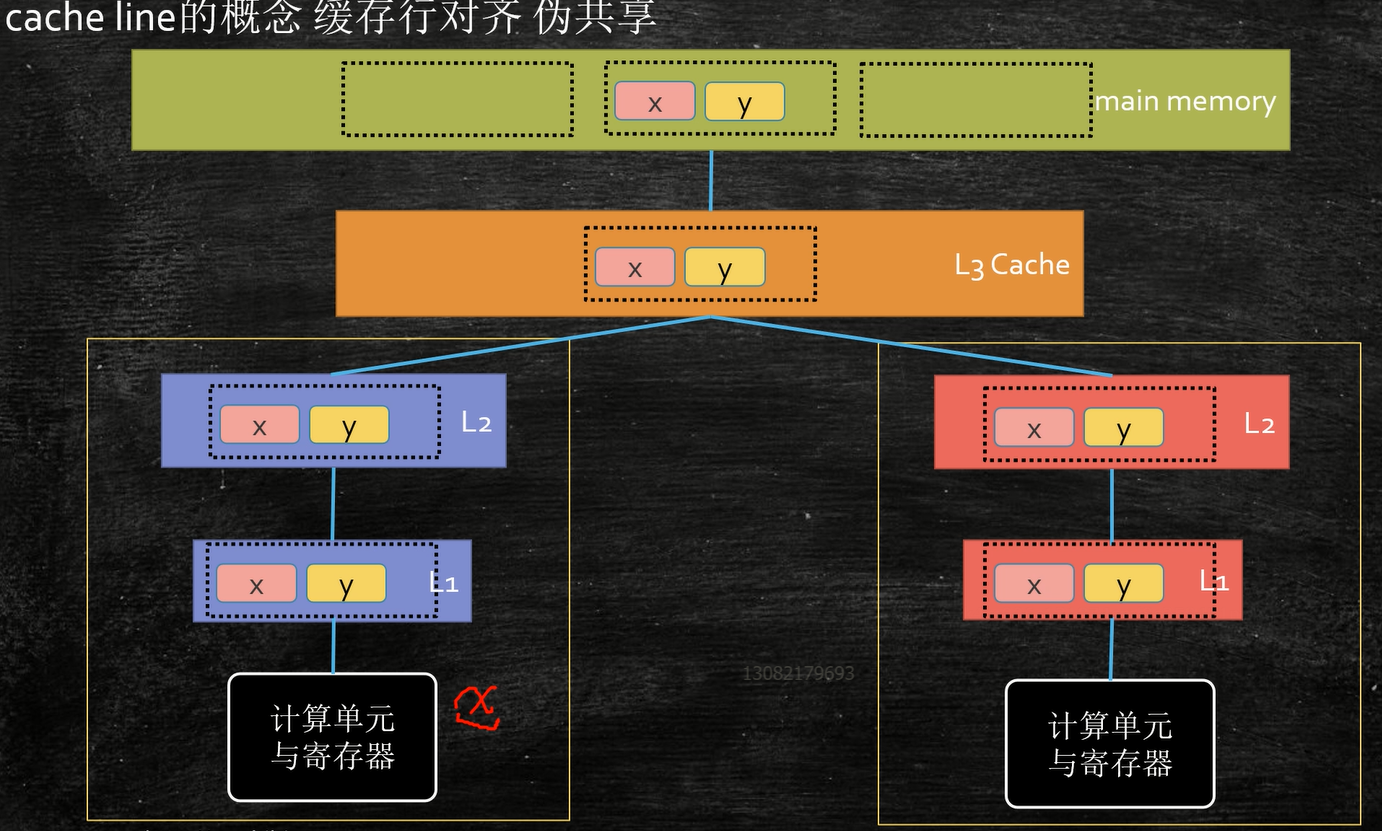 cache line的概念 缓存行对齐 伪共享
x y main memory
x y L3 Cache
x y L2
x y L2
x y L1
x y L1
13082179693
计算单元
与寄存器
x
计算单元
与寄存器